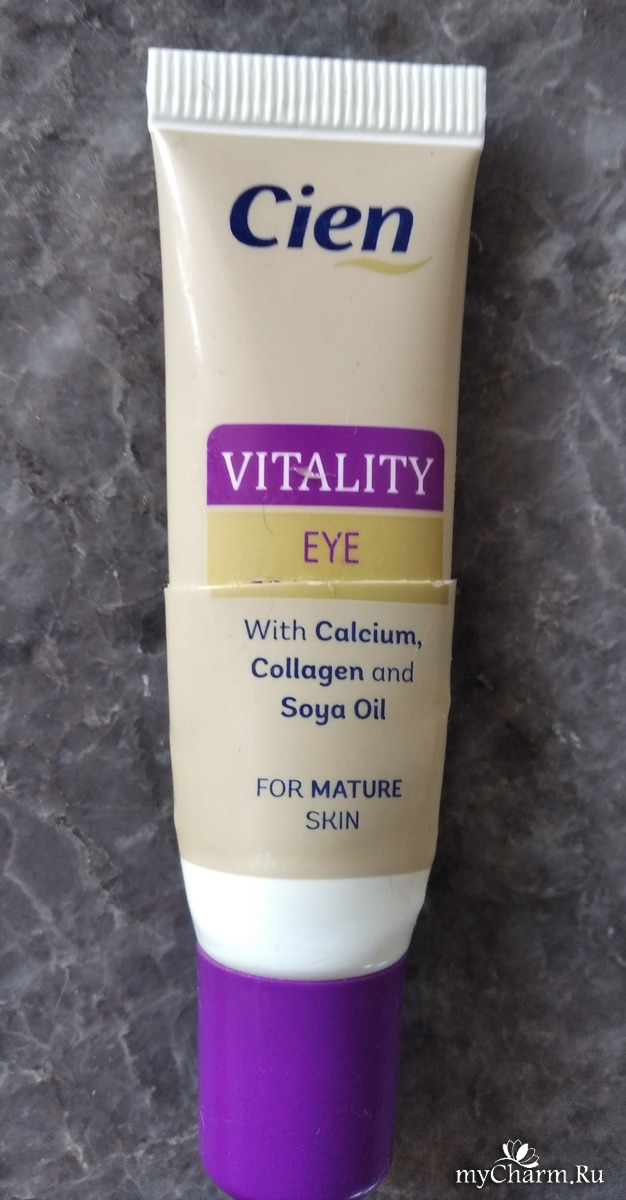 Cien
VITALITY
EYE
With Calcium,
Collagen and
Soya Oil
FOR MATURE
SKIN
myCharm.Ru